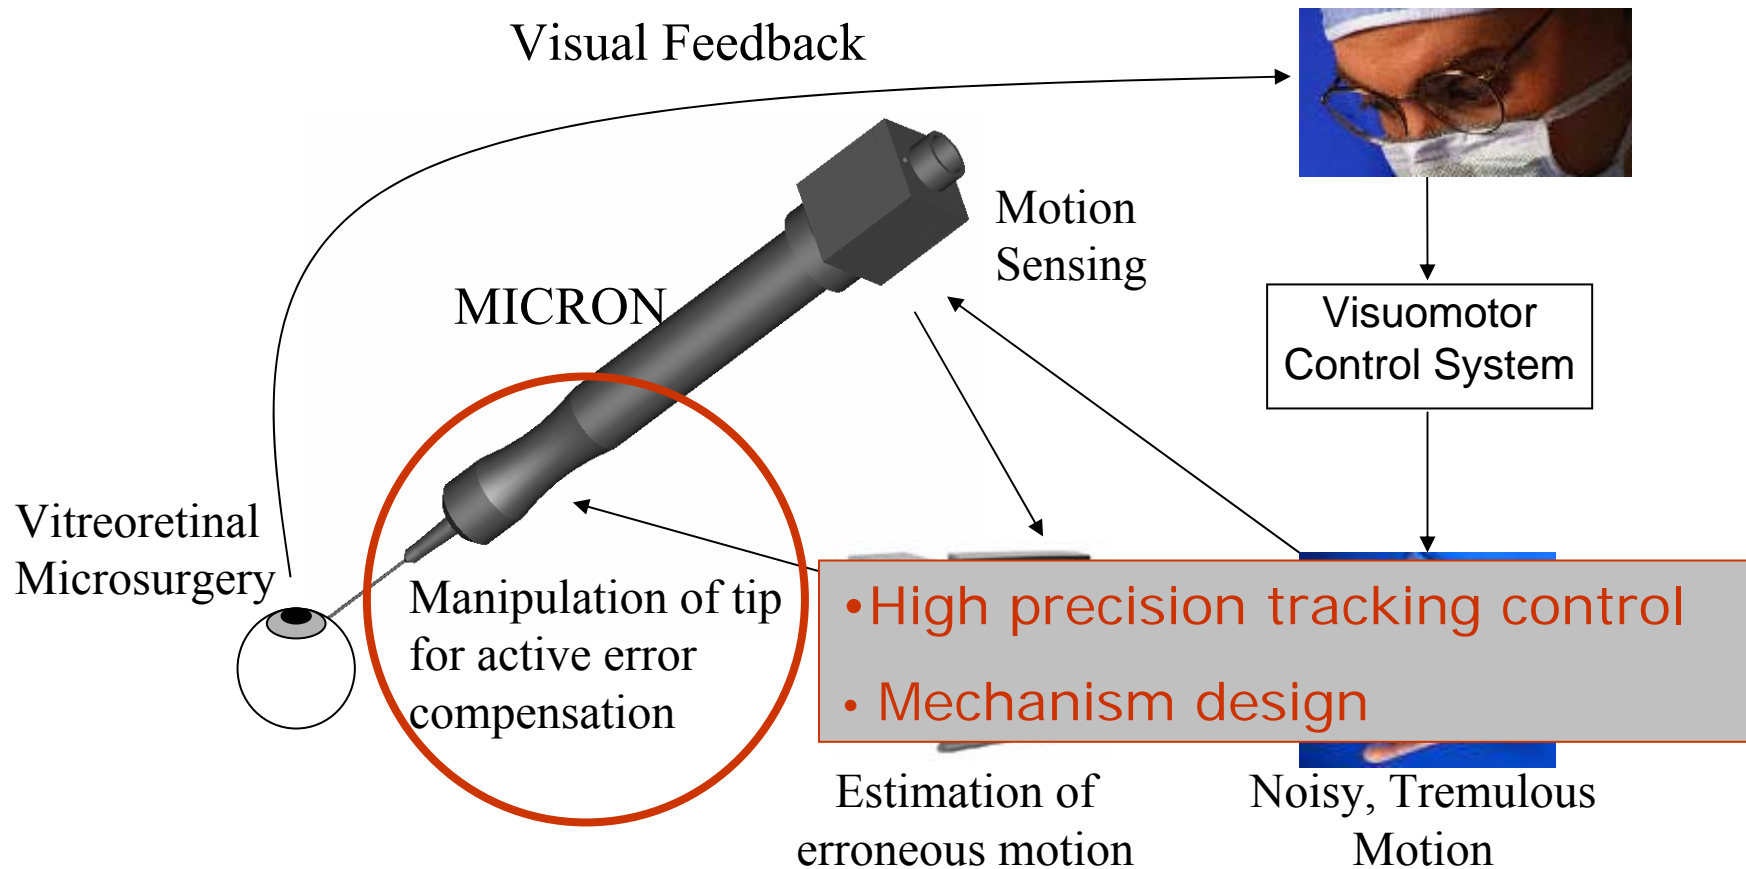 Visual Feedback
Motion
Sensing
MICRON
Visuomotor
Control System
Vitreoretinal
Microsurgery
Manipulation of tip
for active error
compensation
•High precision tracking control
• Mechanism design
Estimation of
erroneous motion
Noisy, Tremulous
Motion